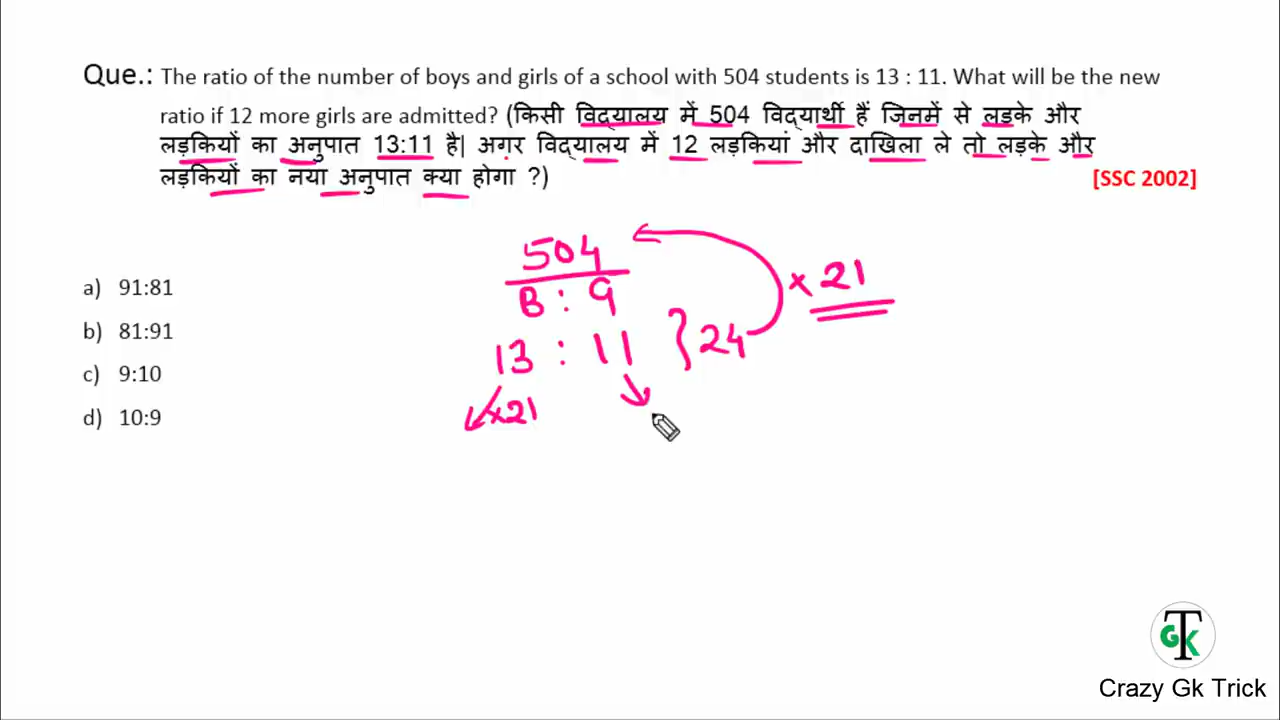 Que.: The ratio of the number of boys and girls of a school with 504 students is 13 : 11. What will be the new
ratio if 12 more girls are admitted? (किसी विद्यालय में 504 विद्यार्थी हैं जिनमें से लड़के और
लड़कियों का अनुपात 13:11 है| अगर विद्यालय में 12 लड़कियां और दाखिला ले तो लड़के और
लड़कियों का नया अनुपात क्या होगा ?)
[SSC 2002]
a) 91:81
b) 81:91
c) 9:10
d) 10:9
504
B : G
13 : 11 } 24
× 21
×21
TGK
Crazy Gk Trick